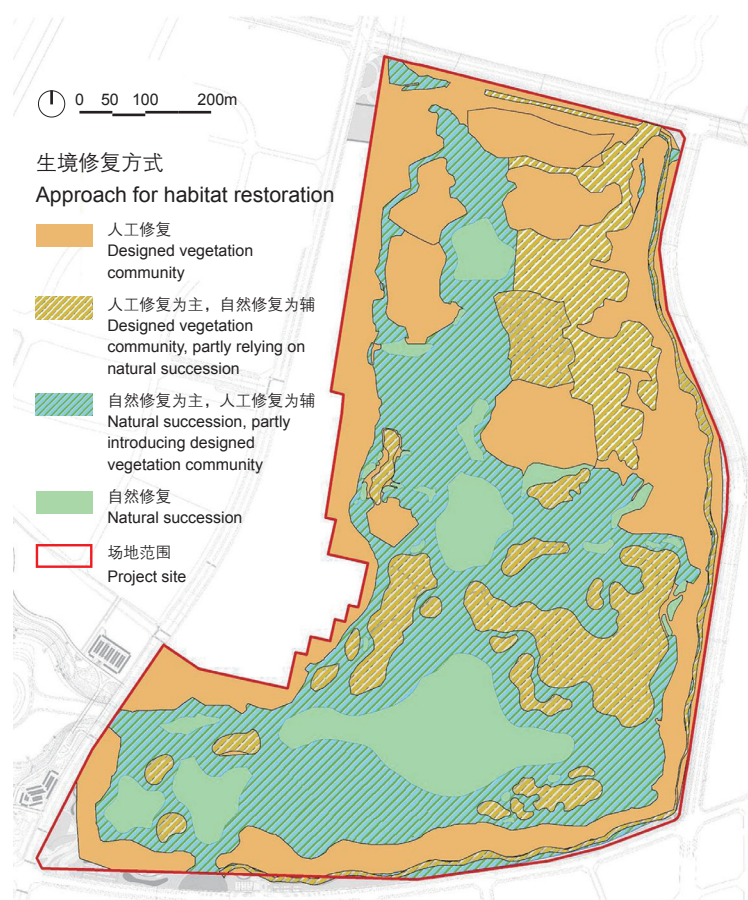 0 50 100 200m
生境修复方式
Approach for habitat restoration
人工修复
Designed vegetation
community
人工修复为主，自然修复为辅
Designed vegetation
community, partly relying on
natural succession
自然修复为主，人工修复为辅
Natural succession, partly
introducing designed
vegetation community
自然修复
Natural succession
场地范围
Project site